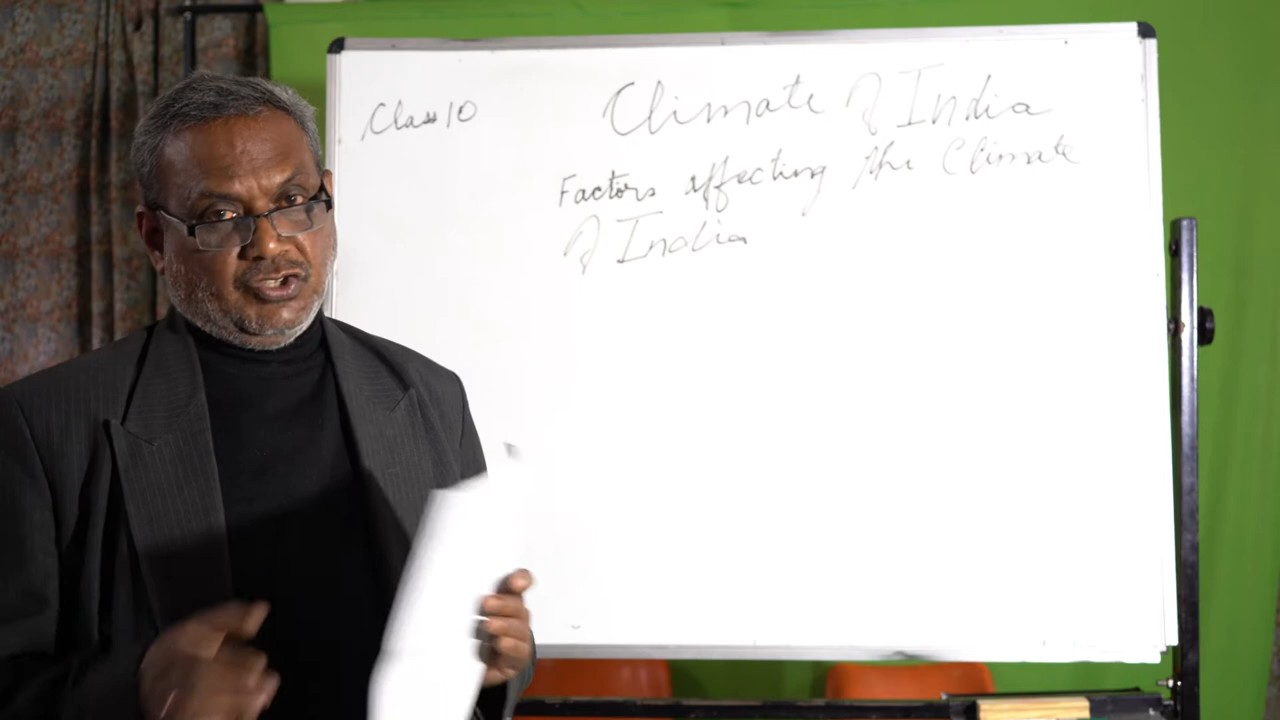 Class 10
Climate of India
Factors affecting the Climate
of India